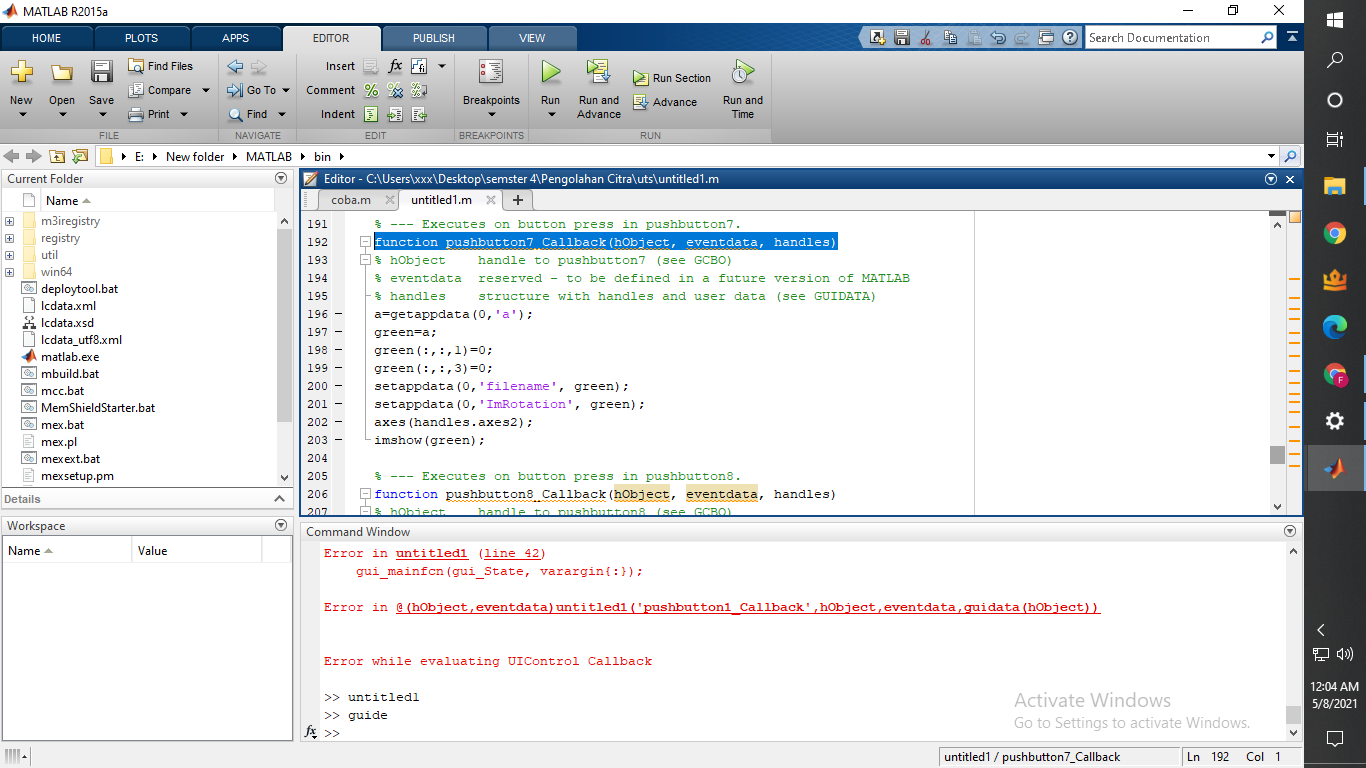 MATLAB R2015a
HOME PLOTS APPS EDITOR PUBLISH VIEW
Search Documentation
New Open Save
Find Files
Compare
Print
FILE
Go To
Find
NAVIGATE
Insert fx
Comment
Indent
EDIT
Breakpoints
BREAKPOINTS
Run
Run and Advance
Run Section
Advance
Run and Time
RUN
E: New folder MATLAB bin
Current Folder
Name
m3iregistry
registry
util
win64
deploytool.bat
lcdata.xml
lcdata.xsd
lcdata_utf8.xml
matlab.exe
mbuild.bat
mcc.bat
MemShieldStarter.bat
mex.bat
mex.pl
mexext.bat
mexsetup.pm
Details
Workspace
Name Value
Editor - C:\Users\xxx\Desktop\semster 4\Pengolahan Citra\uts\untitled1.m
coba.m untitled1.m
191 % --- Executes on button press in pushbutton7.
192 function pushbutton7_Callback(hObject, eventdata, handles)
193 % hObject    handle to pushbutton7 (see GCBO)
194 % eventdata  reserved - to be defined in a future version of MATLAB
195 % handles    structure with handles and user data (see GUIDATA)
196 - a=getappdata(0,'a');
197 - green=a;
198 - green(:,:,1)=0;
199 - green(:,:,3)=0;
200 - setappdata(0,'filename', green);
201 - setappdata(0,'ImRotation', green);
202 - axes(handles.axes2);
203 - imshow(green);
204
205 % --- Executes on button press in pushbutton8.
206 function pushbutton8_Callback(hObject, eventdata, handles)
207 % hObject    handle to pushbutton8 (see GCBO)
Command Window
Error in untitled1 (line 42)
gui_mainfcn(gui_State, varargin{:});
Error in @(hObject,eventdata)untitled1('pushbutton1_Callback',hObject,eventdata,guidata(hObject))
Error while evaluating UIControl Callback
>> untitled1
>> guide
fx >>
Activate Windows
Go to Settings to activate Windows.
untitled1 / pushbutton7_Callback Ln 192 Col 1
F
12:04 AM
5/8/2021